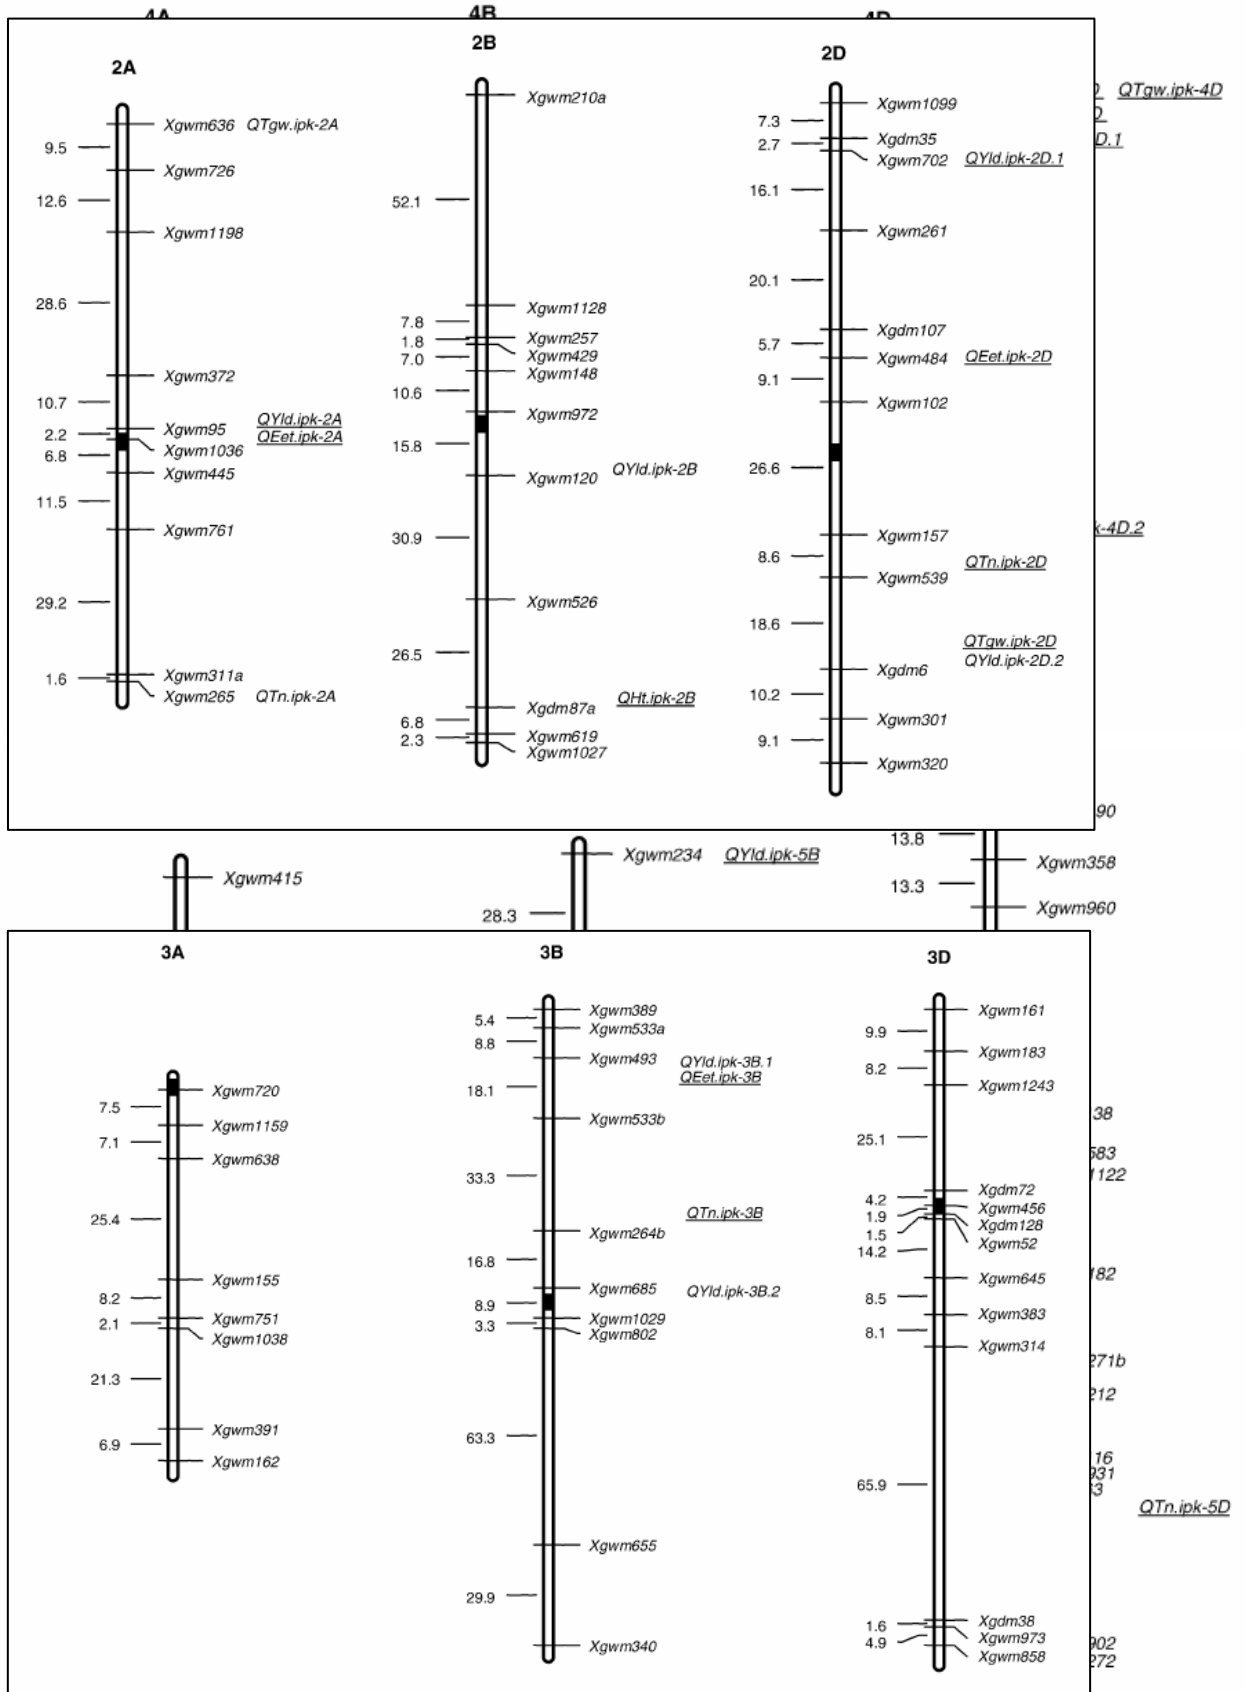 4A 4B 4D
2A 2B 2D
Xgwm636 QTgw.ipk-2A
9.5
Xgwm726
12.6
Xgwm1198
28.6
Xgwm372
10.7
Xgwm95 QYld.ipk-2A
2.2 QEet.ipk-2A
Xgwm1036
6.8
Xgwm445
11.5
Xgwm761
29.2
Xgwm311a
1.6
Xgwm265 QTn.ipk-2A
Xgwm210a
52.1
Xgwm1128
7.8
Xgwm257
1.8
Xgwm429
7.0
Xgwm148
10.6
Xgwm972
15.8
Xgwm120 QYld.ipk-2B
30.9
Xgwm526
26.5
Xgdm87a QHt.ipk-2B
6.8
Xgwm619
2.3
Xgwm1027
Xgwm1099
7.3
Xgdm35
2.7
Xgwm702 QYld.ipk-2D.1
16.1
Xgwm261
20.1
Xgdm107
5.7
Xgwm484 QEet.ipk-2D
9.1
Xgwm102
26.6
Xgwm157
8.6
QTn.ipk-2D
Xgwm539
18.6
QTgw.ipk-2D
QYld.ipk-2D.2
Xgdm6
10.2
Xgwm301
9.1
Xgwm320
QTgw.ipk-4D
D.1
k-4D.2
90
Xgwm415
Xgwm234 QYld.ipk-5B
28.3
13.8
Xgwm358
13.3
Xgwm960
3A 3B 3D
Xgwm720
7.5
Xgwm1159
7.1
Xgwm638
25.4
Xgwm155
8.2
Xgwm751
2.1
Xgwm1038
21.3
Xgwm391
6.9
Xgwm162
Xgwm389
5.4
Xgwm533a
8.8
Xgwm493 QYld.ipk-3B.1
QEet.ipk-3B
18.1
Xgwm533b
33.3
QTn.ipk-3B
Xgwm264b
16.8
Xgwm685 QYld.ipk-3B.2
8.9
Xgwm1029
3.3
Xgwm802
63.3
Xgwm655
29.9
Xgwm340
Xgwm161
9.9
Xgwm183
8.2
Xgwm1243
25.1
Xgdm72
4.2
Xgwm456
1.9
Xgdm128
1.5
Xgwm52
14.2
Xgwm645
8.5
Xgwm383
8.1
Xgwm314
65.9
Xgdm38
1.6
Xgwm973
4.9
Xgwm858
38
583
1122
182
271b
212
16
931
63
QTn.ipk-5D
902
272